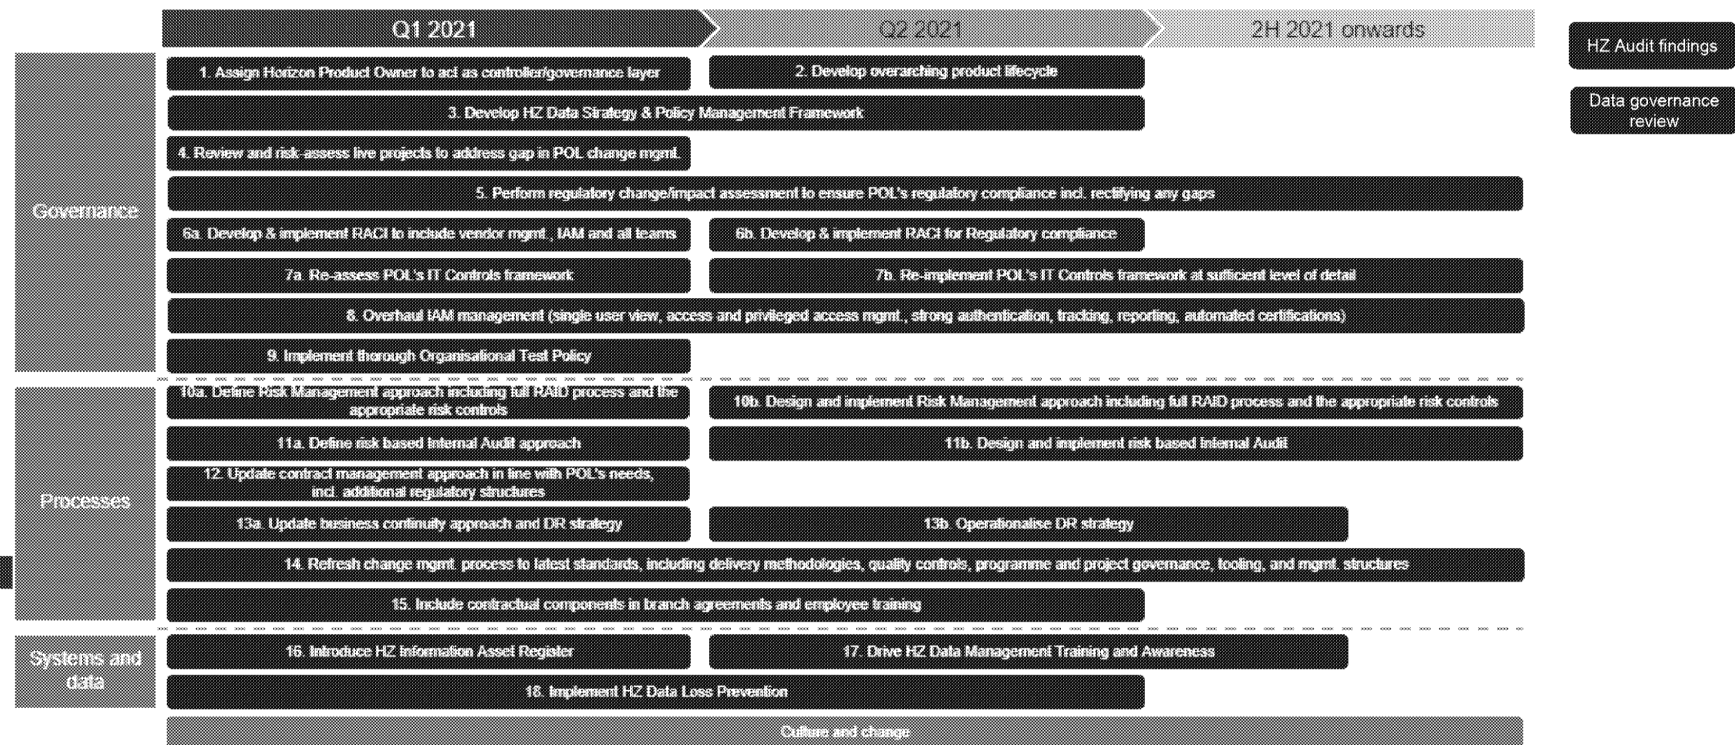 Q1 2021
Q2 2021
2H 2021 onwards
HZ Audit findings
Data governance
review
Governance
1. Assign Horizon Product Owner to act as controller/governance layer
2. Develop overarching product lifecycle
3. Develop HZ Data Strategy & Policy Management Framework
4. Review and risk-assess live projects to address gap in POL change mgmt.
5. Perform regulatory change/impact assessment to ensure POL's regulatory compliance incl. rectifying any gaps
6a. Develop & implement RACI to include vendor mgmt., IAM and all teams
6b. Develop & implement RACI for Regulatory compliance
7a. Re-assess POL's IT Controls framework
7b. Re-implement POL's IT Controls framework at sufficient level of detail
8. Overhaul IAM management (single user view, access and privileged access mgmt., strong authentication, tracking, reporting, automated certifications)
9. Implement thorough Organisational Test Policy
Processes
10a. Define Risk Management approach including full RAID process and the
appropriate risk controls
10b. Design and implement Risk Management approach including full RAID process and the appropriate risk controls
11a. Define risk based Internal Audit approach
11b. Design and implement risk based Internal Audit
12. Update contract management approach in line with POL's needs,
incl. additional regulatory structures
13a. Update business continuity approach and DR strategy
13b. Operationalise DR strategy
14. Refresh change mgmt. process to latest standards, including delivery methodologies, quality controls, programme and project governance, tooling, and mgmt. structures
15. Include contractual components in branch agreements and employee training
Systems and
data
16. Introduce HZ Information Asset Register
17. Drive HZ Data Management Training and Awareness
18. Implement HZ Data Loss Prevention
Culture and change